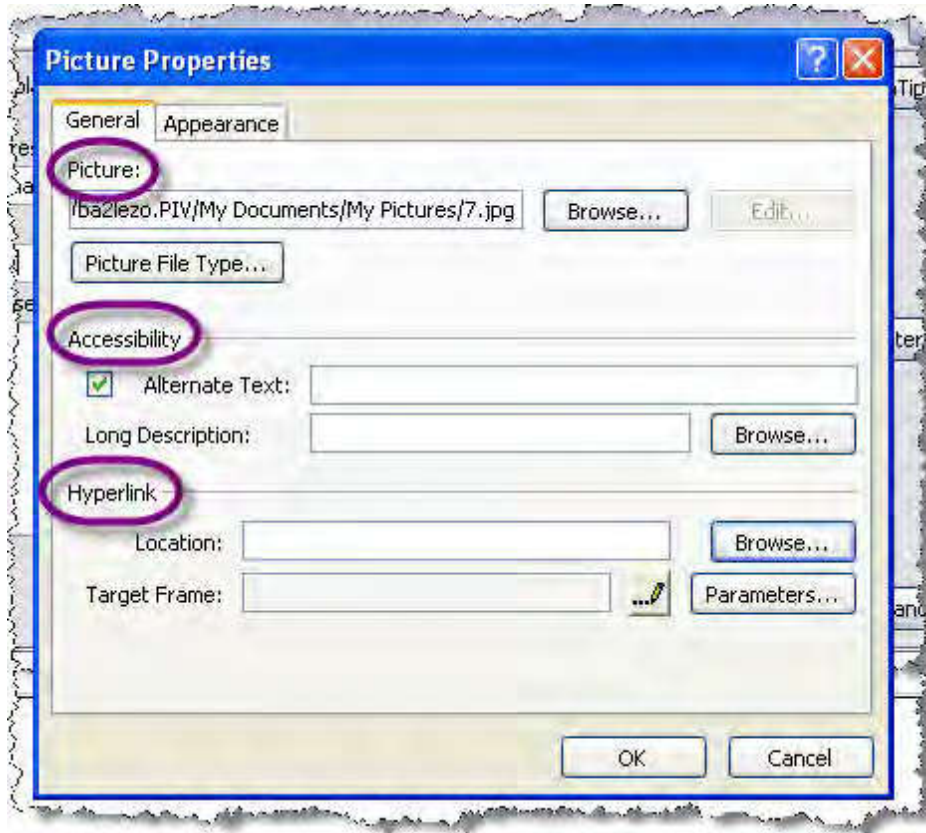 Picture Properties
General Appearance
Picture:
/ba2lezo.PIV/My Documents/My Pictures/7.jpg Browse... Edit...
Picture File Type...
Accessibility
Alternate Text:
Long Description: Browse...
Hyperlink
Location: Browse...
Target Frame: Parameters...
OK Cancel